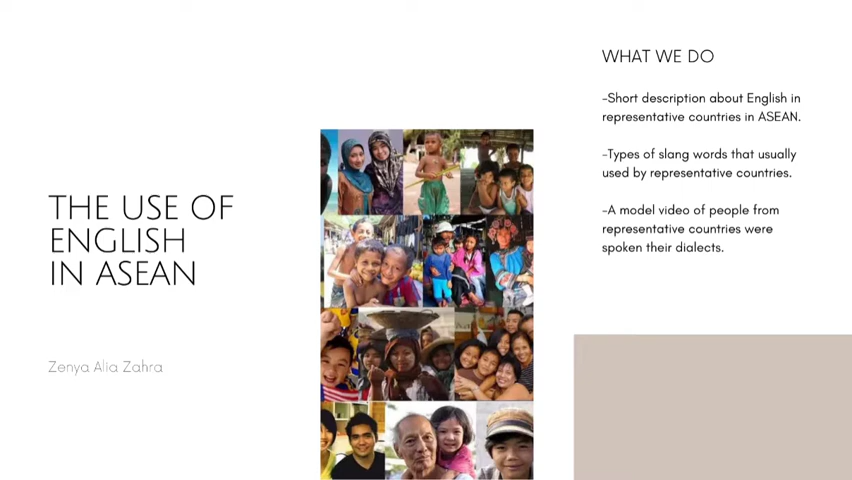 THE USE OF
ENGLISH
IN ASEAN
Zenya Alia Zahra
WHAT WE DO
-Short description about English in
representative countries in ASEAN.
-Types of slang words that usually
used by representative countries.
-A model video of people from
representative countries were
spoken their dialects.